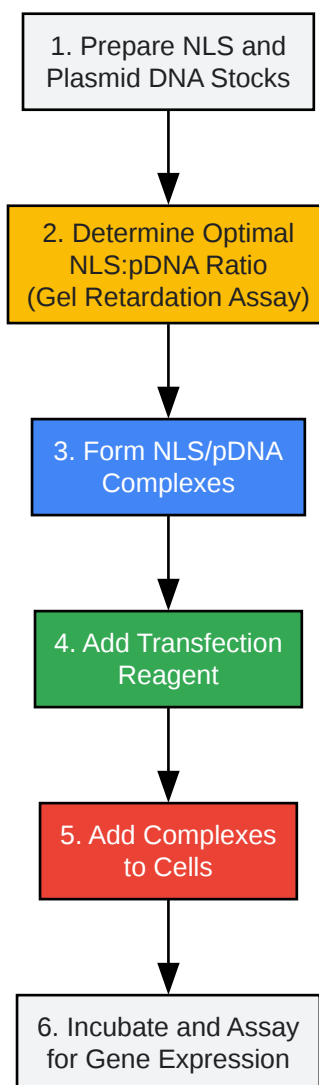 1. Prepare NLS and
Plasmid DNA Stocks
2. Determine Optimal
NLS:pDNA Ratio
(Gel Retardation Assay)
3. Form NLS/pDNA
Complexes
4. Add Transfection
Reagent
5. Add Complexes
to Cells
6. Incubate and Assay
for Gene Expression